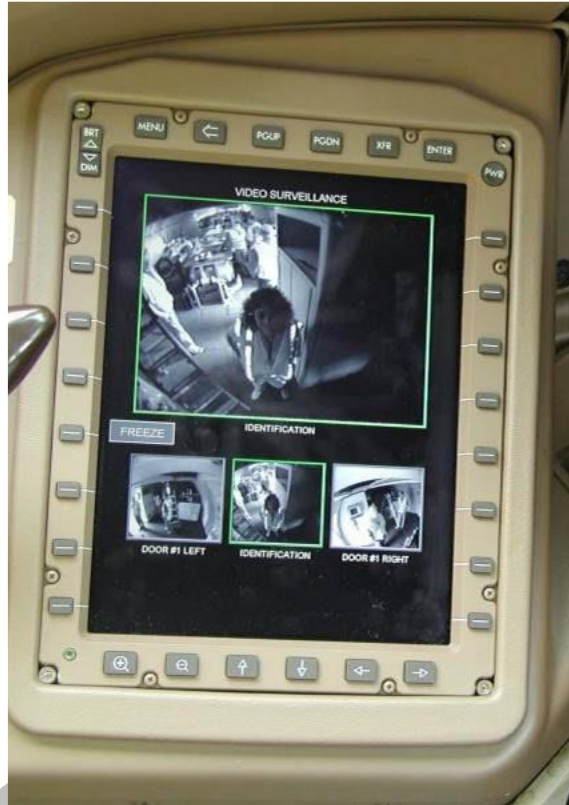 BRT
DIM
MENU
PGUP
PGDN
XFR
ENTER
PWR
VIDEO SURVEILLANCE
IDENTIFICATION
FREEZE
DOOR #1 LEFT
IDENTIFICATION
DOOR #1 RIGHT